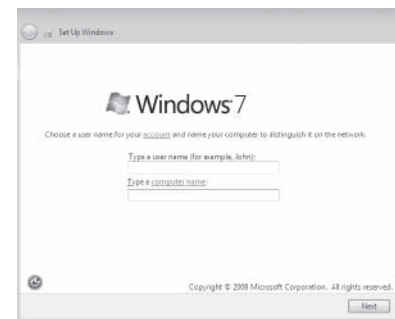 Set Up Windows
Windows 7
Choose a user name for your account and name your computer to distinguish it on the network.
Type a user name (for example, John):
Type a computer name:
Copyright © 2008 Microsoft Corporation. All rights reserved.
Next